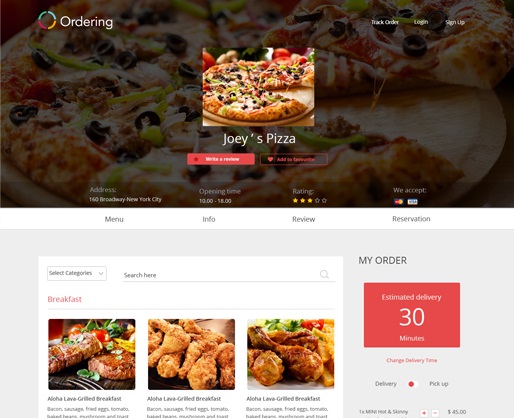 Ordering
Track Order Login Sign Up
Joey ' s Pizza
Write a review Add to favourite
Address: Opening time Rating: We accept:
160 Broadway-New York City 10.00 - 18.00
VISA
Menu Info Review Reservation
MY ORDER
Select Categories Search here
Breakfast
Estimated delivery
30
Minutes
Change Delivery Time
Delivery Pick up
Aloha Lava-Grilled Breakfast Aloha Lava-Grilled Breakfast Aloha Lava-Grilled Breakfast
Bacon, sausage, fried eggs, tomato, Bacon, sausage, fried eggs, tomato, Bacon, sausage, fried eggs, tomato,
baked beans, mushroom and toast baked beans, mushroom and toast baked beans, mushroom and toast
1x MINI Hot & Skinny + - $ 45,00